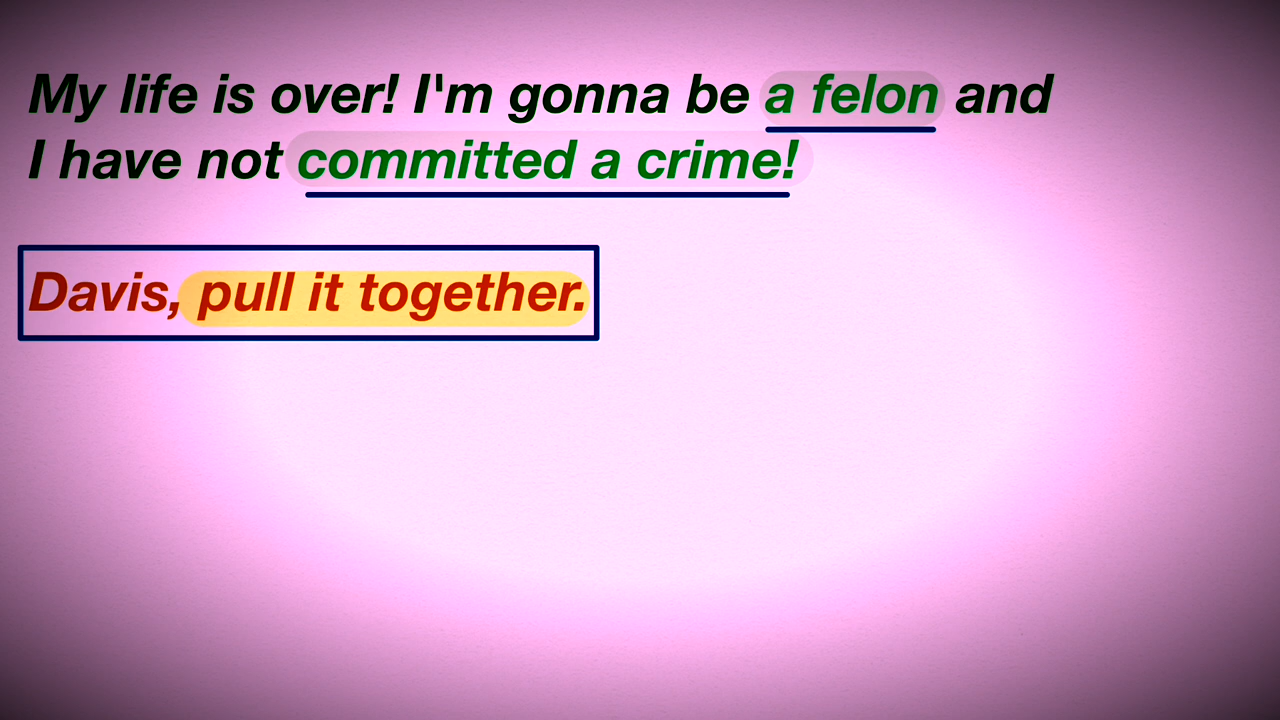 My life is over! I'm gonna be a felon and
I have not committed a crime!
Davis, pull it together.